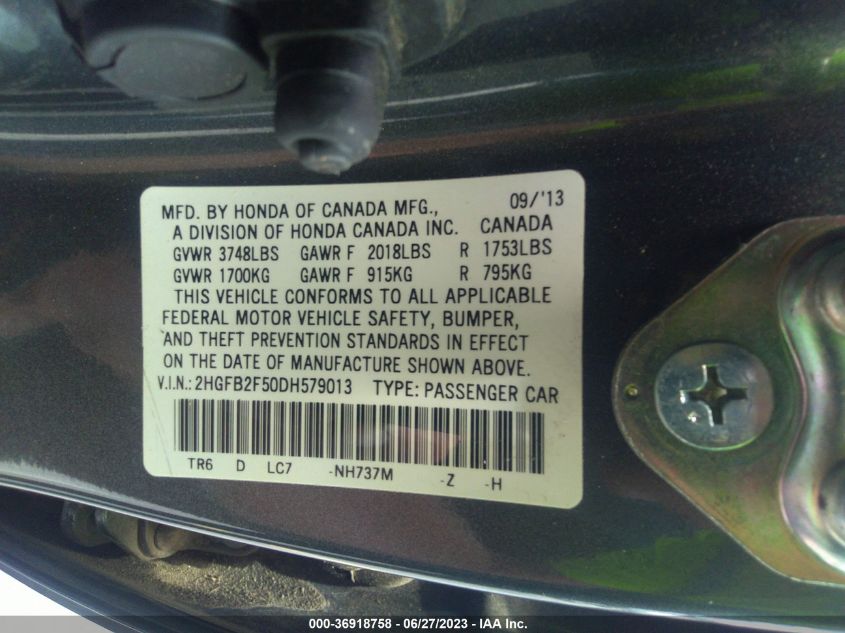 MFD. BY HONDA OF CANADA MFG., 09/'13
A DIVISION OF HONDA CANADA INC. CANADA
GVWR 3748LBS GAWR F 2018LBS R 1753LBS
GVWR 1700KG GAWR F 915KG R 795KG
THIS VEHICLE CONFORMS TO ALL APPLICABLE
FEDERAL MOTOR VEHICLE SAFETY, BUMPER,
AND THEFT PREVENTION STANDARDS IN EFFECT
ON THE DATE OF MANUFACTURE SHOWN ABOVE.
V.I.N.: 2HGFB2F50DH579013 TYPE: PASSENGER CAR
TR6 D LC7 -NH737M -Z -H
000-36918758 - 06/27/2023 - IAA Inc.